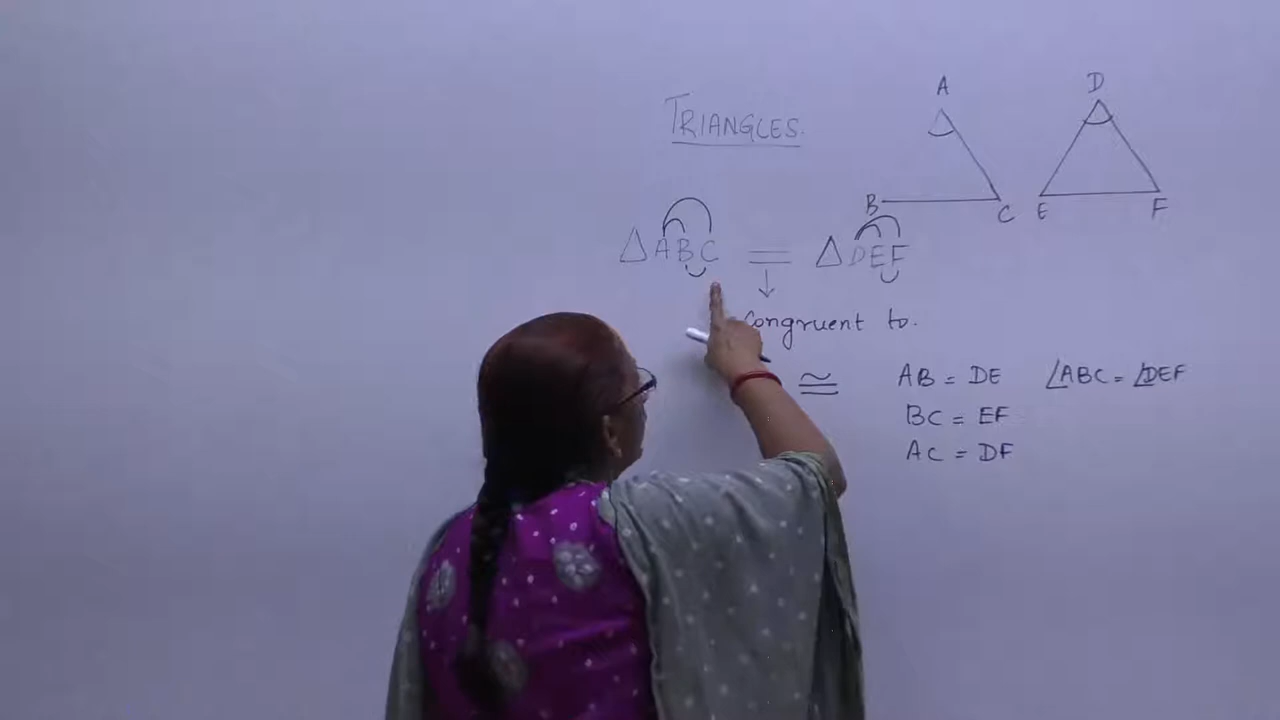 TRIANGLES.
A
D
B
C
E
F
△ABC = △DEF
Congruent to.
≅
AB = DE ∠ABC = ∠DEF
BC = EF
AC = DF